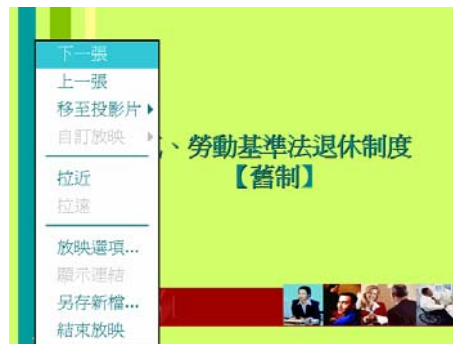 下一張
上一張
移至投影片
自訂放映
拉近
拉遠
放映選項...
顯示連結
另存新檔...
結束放映
、勞動基準法退休制度
【舊制】